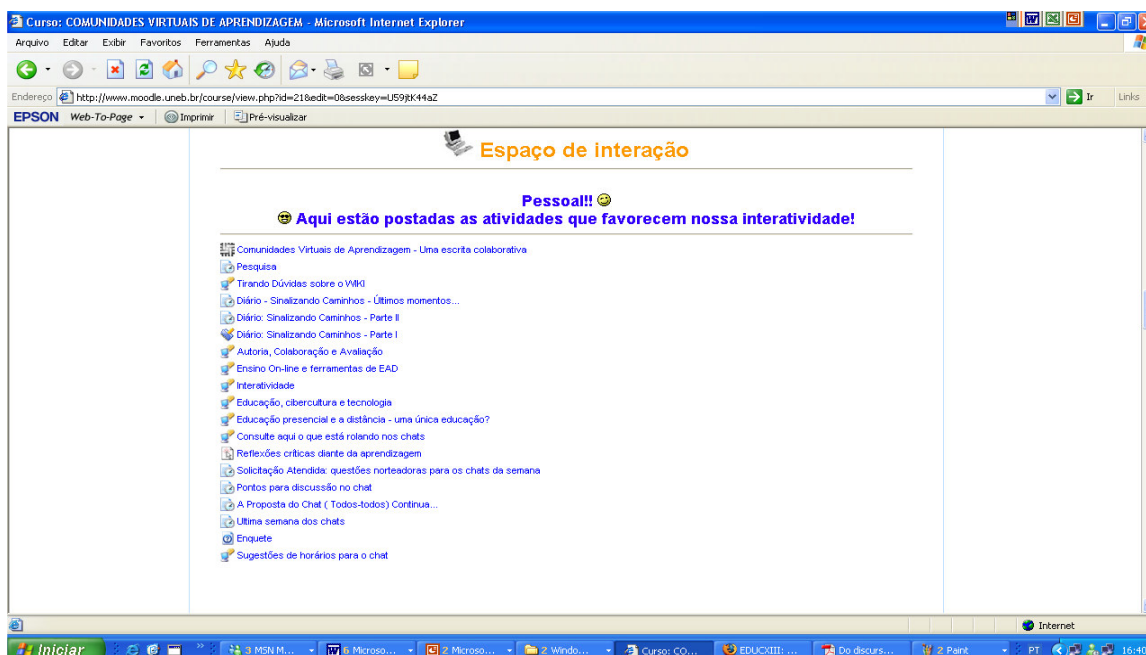 Curso: COMUNIDADES VIRTUAIS DE APRENDIZAGEM - Microsoft Internet Explorer
Arquivo Editar Exibir Favoritos Ferramentas Ajuda
Endereço http://www.moodle.uneb.br/course/view.php?id=21&edit=0&sesskey=U59jtK44aZ Ir Links
EPSON Web-To-Page Imprimir Pré-visualizar
Espaço de interação
Pessoal!!
Aqui estão postadas as atividades que favorecem nossa interatividade!
Comunidades Virtuais de Aprendizagem - Uma escrita colaborativa
Pesquisa
Tirando Dúvidas sobre o WIKI
Diário - Sinalizando Caminhos - Últimos momentos...
Diário: Sinalizando Caminhos - Parte II
Diário: Sinalizando Caminhos - Parte I
Autoria, Colaboração e Avaliação
Ensino On-line e ferramentas de EAD
Interatividade
Educação, cibercultura e tecnologia
Educação presencial e a distância - uma única educação?
Consulte aqui o que está rolando nos chats
Reflexões críticas diante da aprendizagem
Solicitação Atendida: questões norteadoras para os chats da semana
Pontos para discussão no chat
A Proposta do Chat ( Todos-todos) Continua...
Ultima semana dos chats
Enquete
Sugestões de horários para o chat
Internet
Iniciar 3 MSN M... 6 Microso... 2 Microso... 2 Windo... Curso: CO... EDUCXIII: ... Do discurs... 2 Paint PT